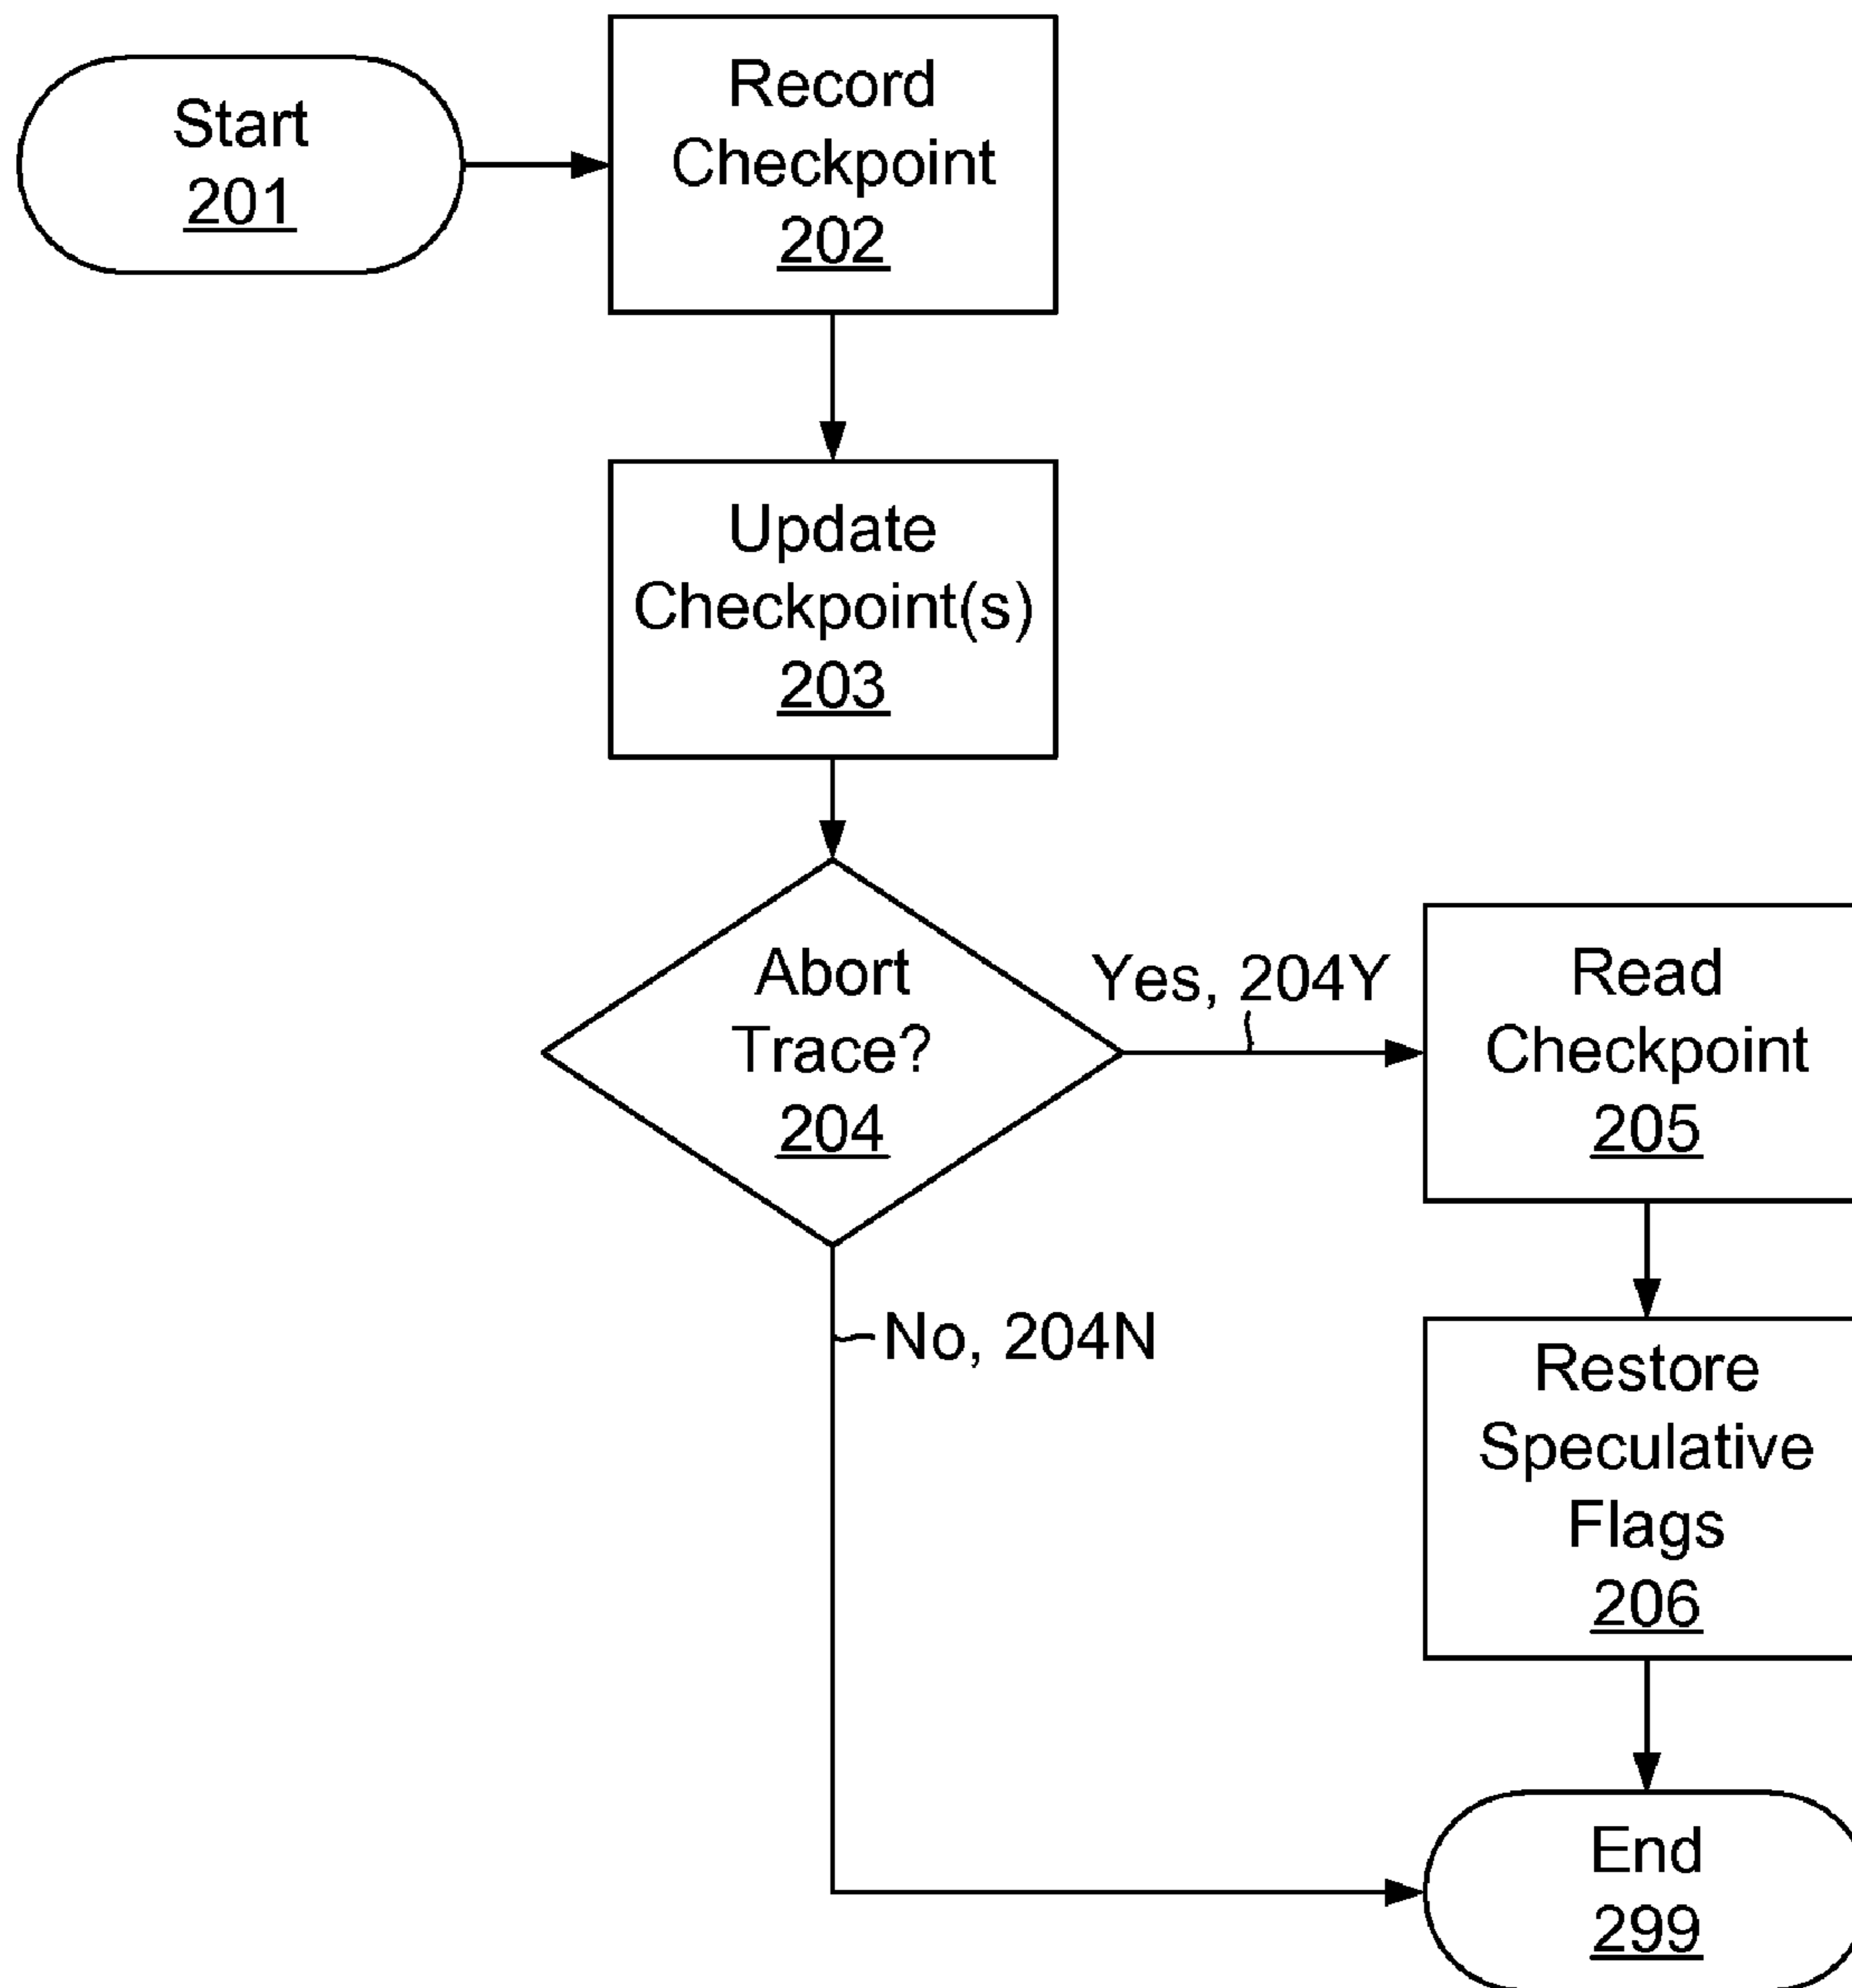 Start
201
Record
Checkpoint
202
Update
Checkpoint(s)
203
Abort
Trace?
204
Yes, 204Y
Read
Checkpoint
205
No, 204N
Restore
Speculative
Flags
206
End
299